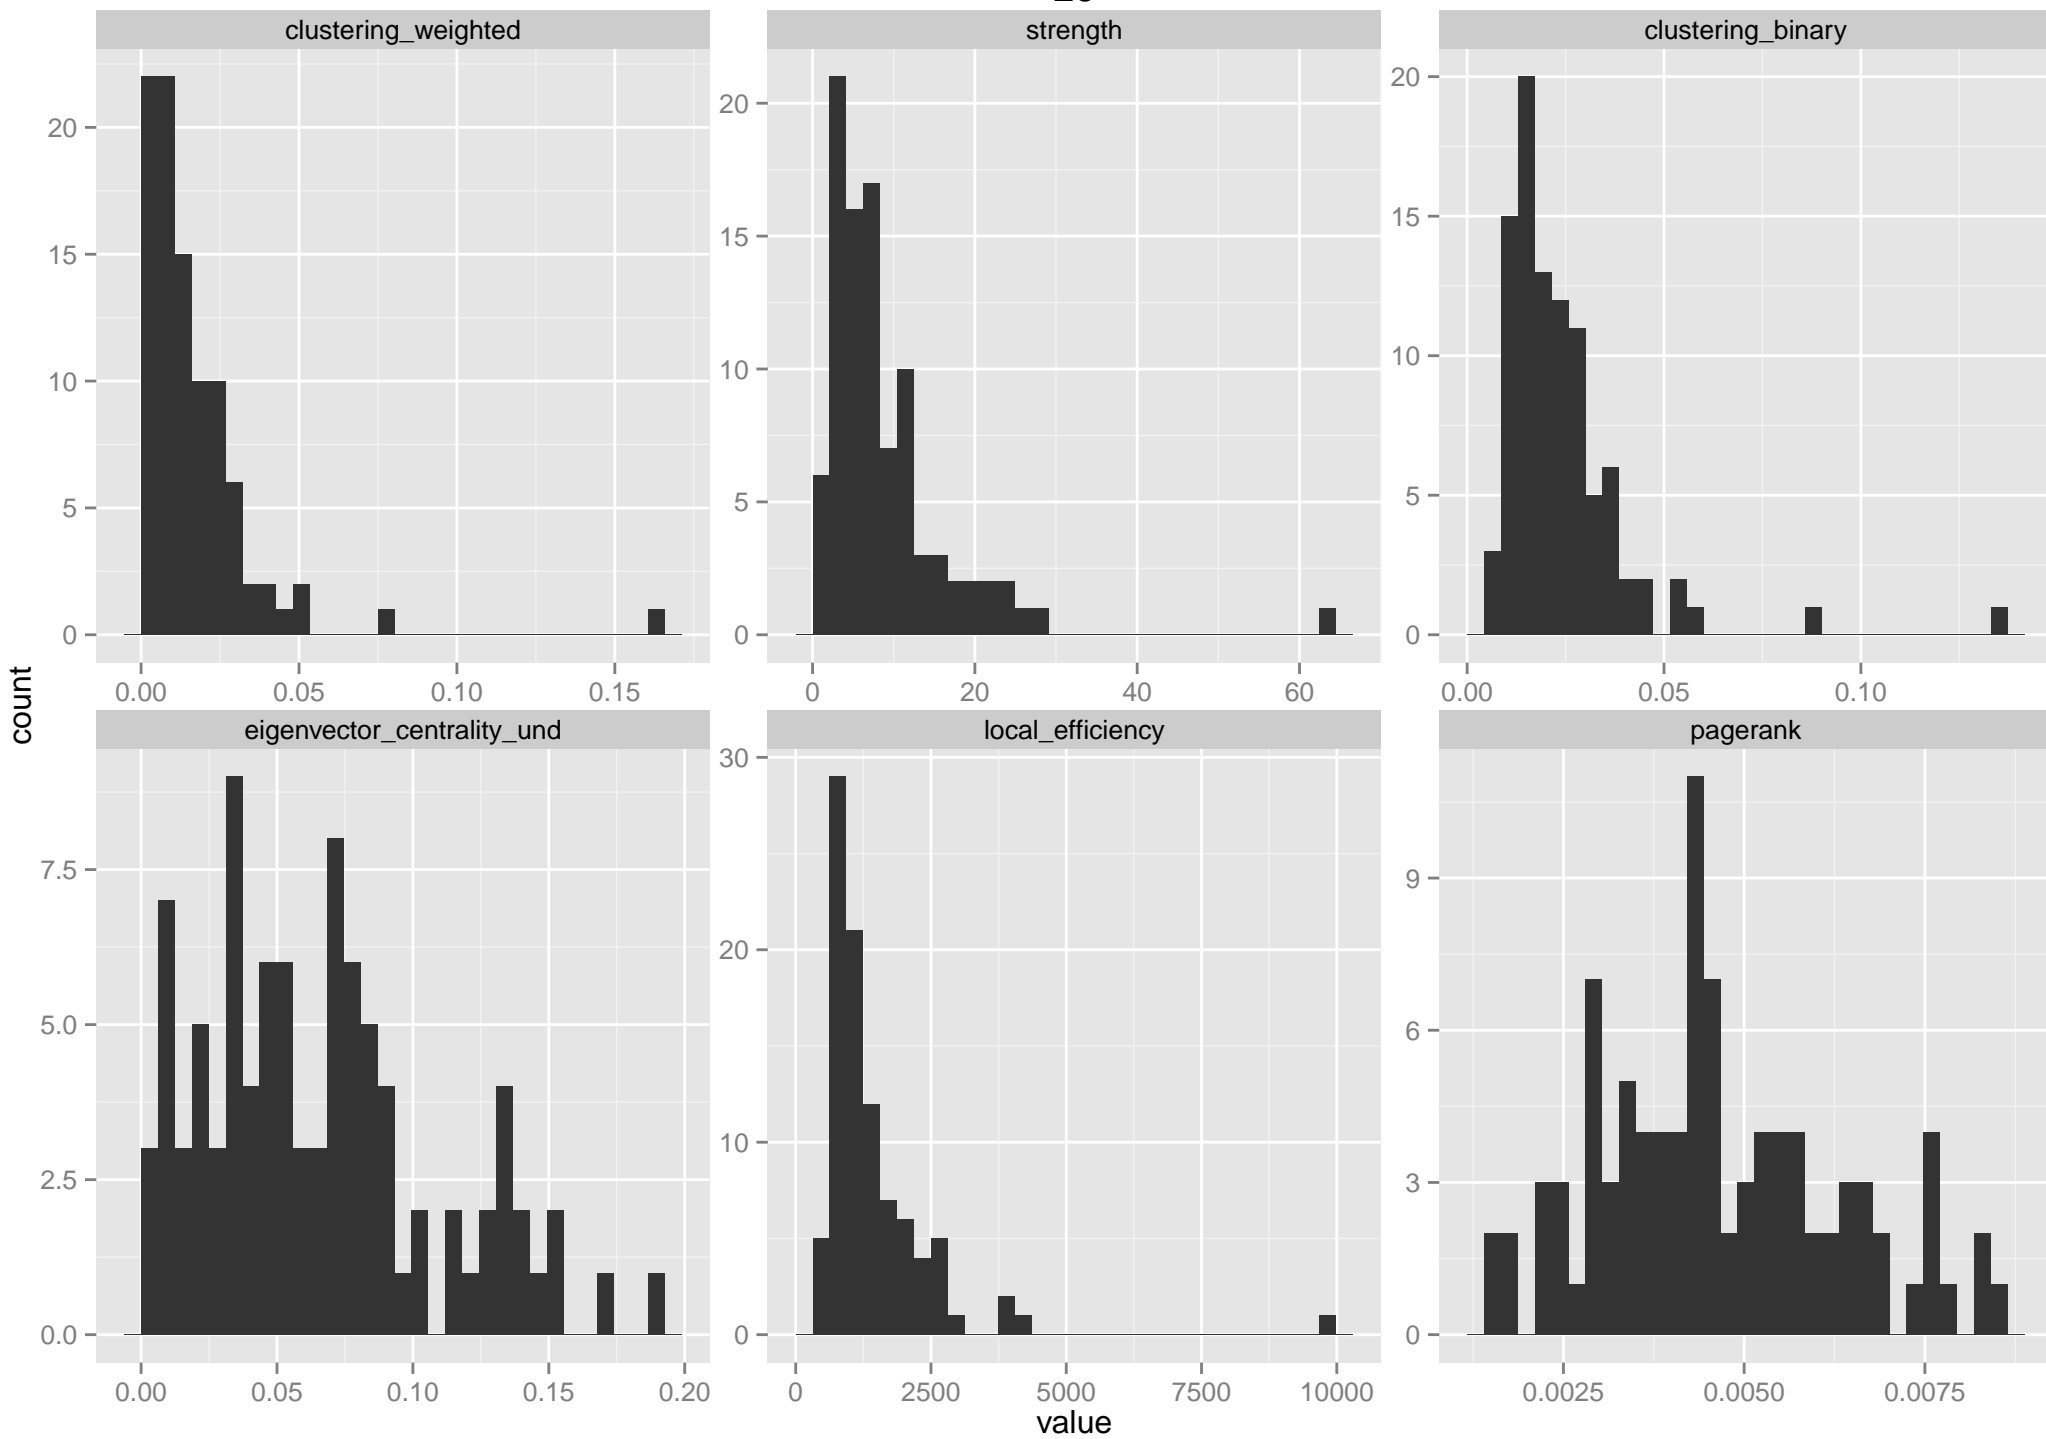 clustering_weighted
strength
clustering_binary
20
15
10
5
0
20
15
10
5
0
20
15
10
5
0
0.00 0.05 0.10 0.15
0 20 40 60
0.00 0.05 0.10
count
eigenvector_centrality_und
local_efficiency
pagerank
7.5
5.0
2.5
0.0
30
20
10
0
9
6
3
0
0.00 0.05 0.10 0.15 0.20
0 2500 5000 7500 10000
0.0025 0.0050 0.0075
value